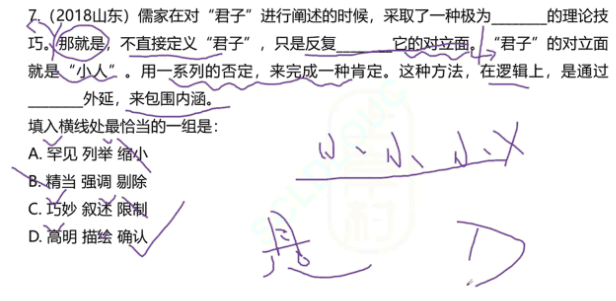 7.（2018山东）儒家在对“君子”进行阐述的时候，采取了一种极为________的理论技
巧。那就是，不直接定义“君子”，只是反复________它的对立面。“君子”的对立面
就是“小人”。用一系列的否定，来完成一种肯定。这种方法，在逻辑上，是通过
________外延，来包围内涵。
填入横线处最恰当的一组是：
A. 罕见 列举 缩小
B. 精当 强调 剔除
C. 巧妙 叙述 限制
D. 高明 描绘 确认
D